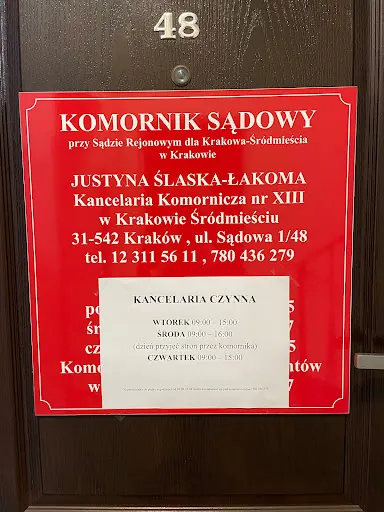 48
KOMORNIK SĄDOWY
przy Sądzie Rejonowym dla Krakowa-Śródmieścia
w Krakowie
JUSTYNA ŚLASKA-ŁAKOMA
Kancelaria Komornicza nr XIII
w Krakowie Śródmieściu
31-542 Kraków , ul. Sądowa 1/48
tel. 12 311 56 11 , 780 436 279
KANCELARIA CZYNNA
WTOREK 09:00 – 15:00
ŚRODA 09:00 – 16:00
(dzień przyjęć stron przez komornika)
CZWARTEK 09:00 – 15:00